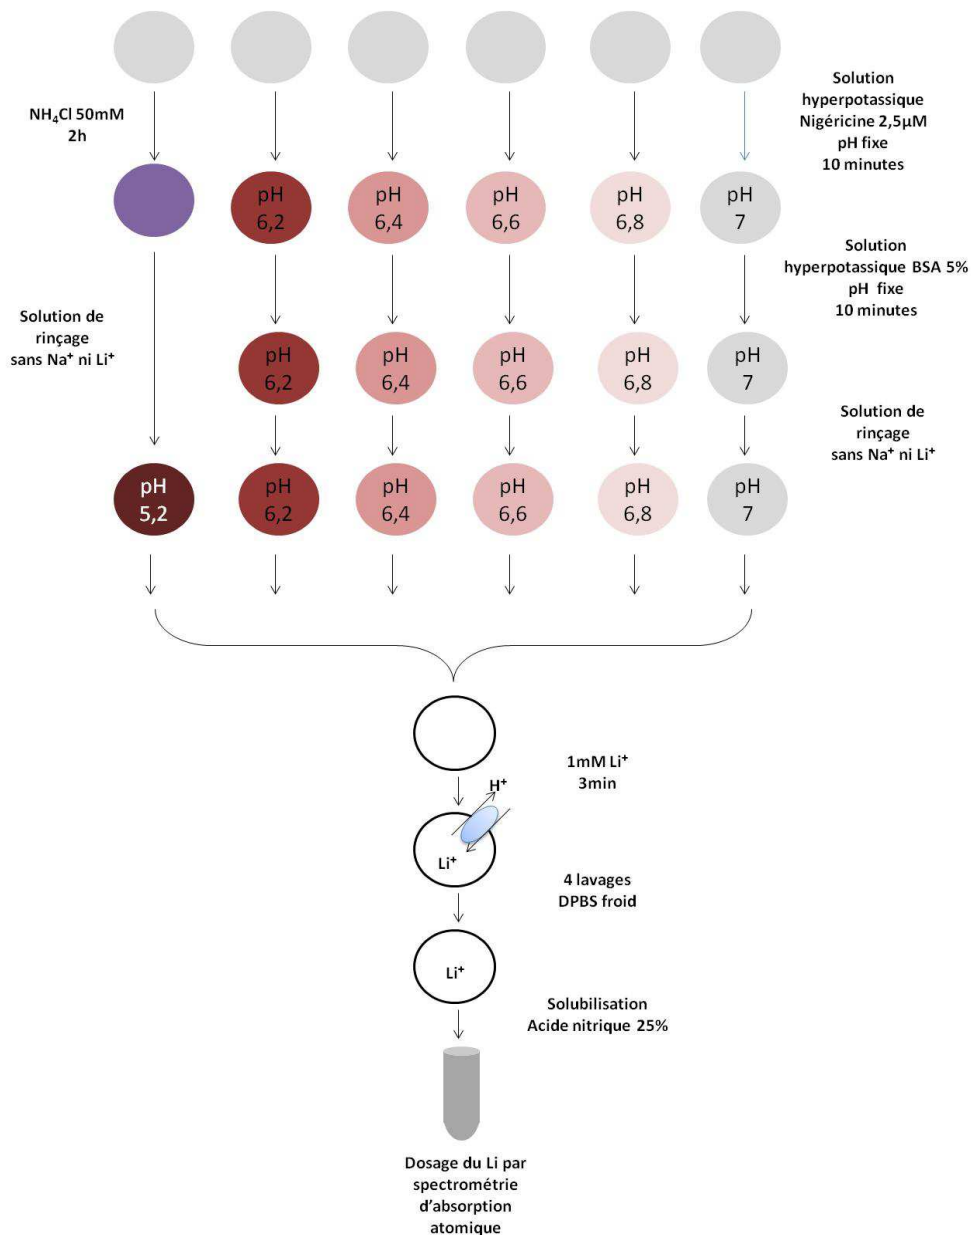 NH₄Cl 50mM
2h
Solution
hyperpotassique
Nigéricine 2,5µM
pH fixe
10 minutes
pH
6,2
pH
6,4
pH
6,6
pH
6,8
pH
7
Solution
hyperpotassique BSA 5%
pH fixe
10 minutes
Solution de
rinçage
sans Na⁺ ni Li⁺
pH
6,2
pH
6,4
pH
6,6
pH
6,8
pH
7
Solution de
rinçage
sans Na⁺ ni Li⁺
pH
5,2
pH
6,2
pH
6,4
pH
6,6
pH
6,8
pH
7
1mM Li⁺
3min
H⁺
Li⁺
4 lavages
DPBS froid
Li⁺
Solubilisation
Acide nitrique 25%
Dosage du Li par
spectrométrie
d'absorption
atomique